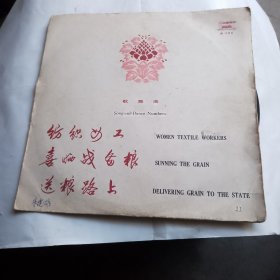 歌舞曲
Song-and-Dance Numbers
纺织女工
WOMEN TEXTILE WORKERS
喜晒战备粮
SUNNING THE GRAIN
送粮路上
DELIVERING GRAIN TO THE STATE